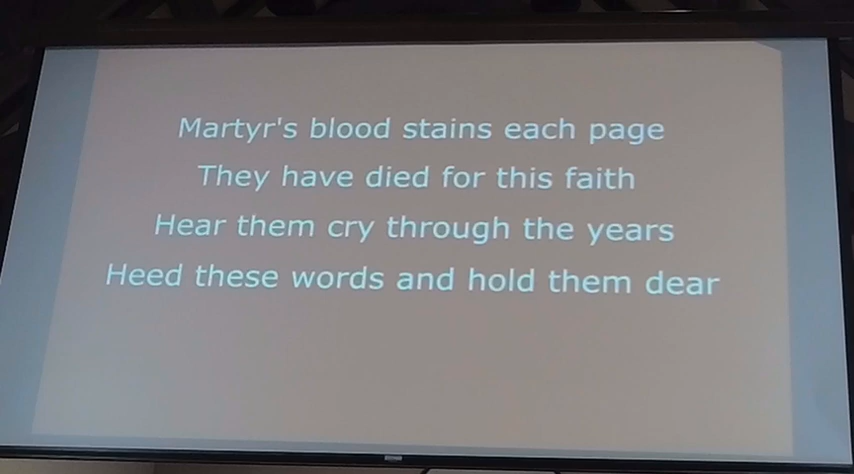 Martyr's blood stains each page
They have died for this faith
Hear them cry through the years
Heed these words and hold them dear